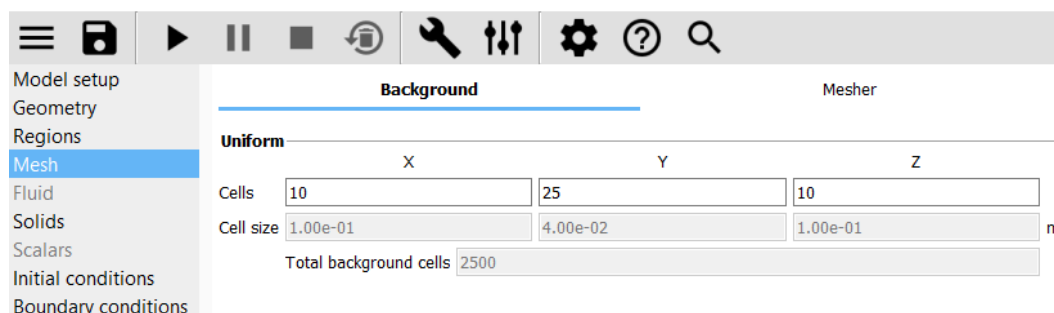 Model setup
Geometry
Regions
Mesh
Fluid
Solids
Scalars
Initial conditions
Boundary conditions
Background Mesher
Uniform
X Y Z
Cells 10 25 10
Cell size 1.00e-01 4.00e-02 1.00e-01
Total background cells 2500